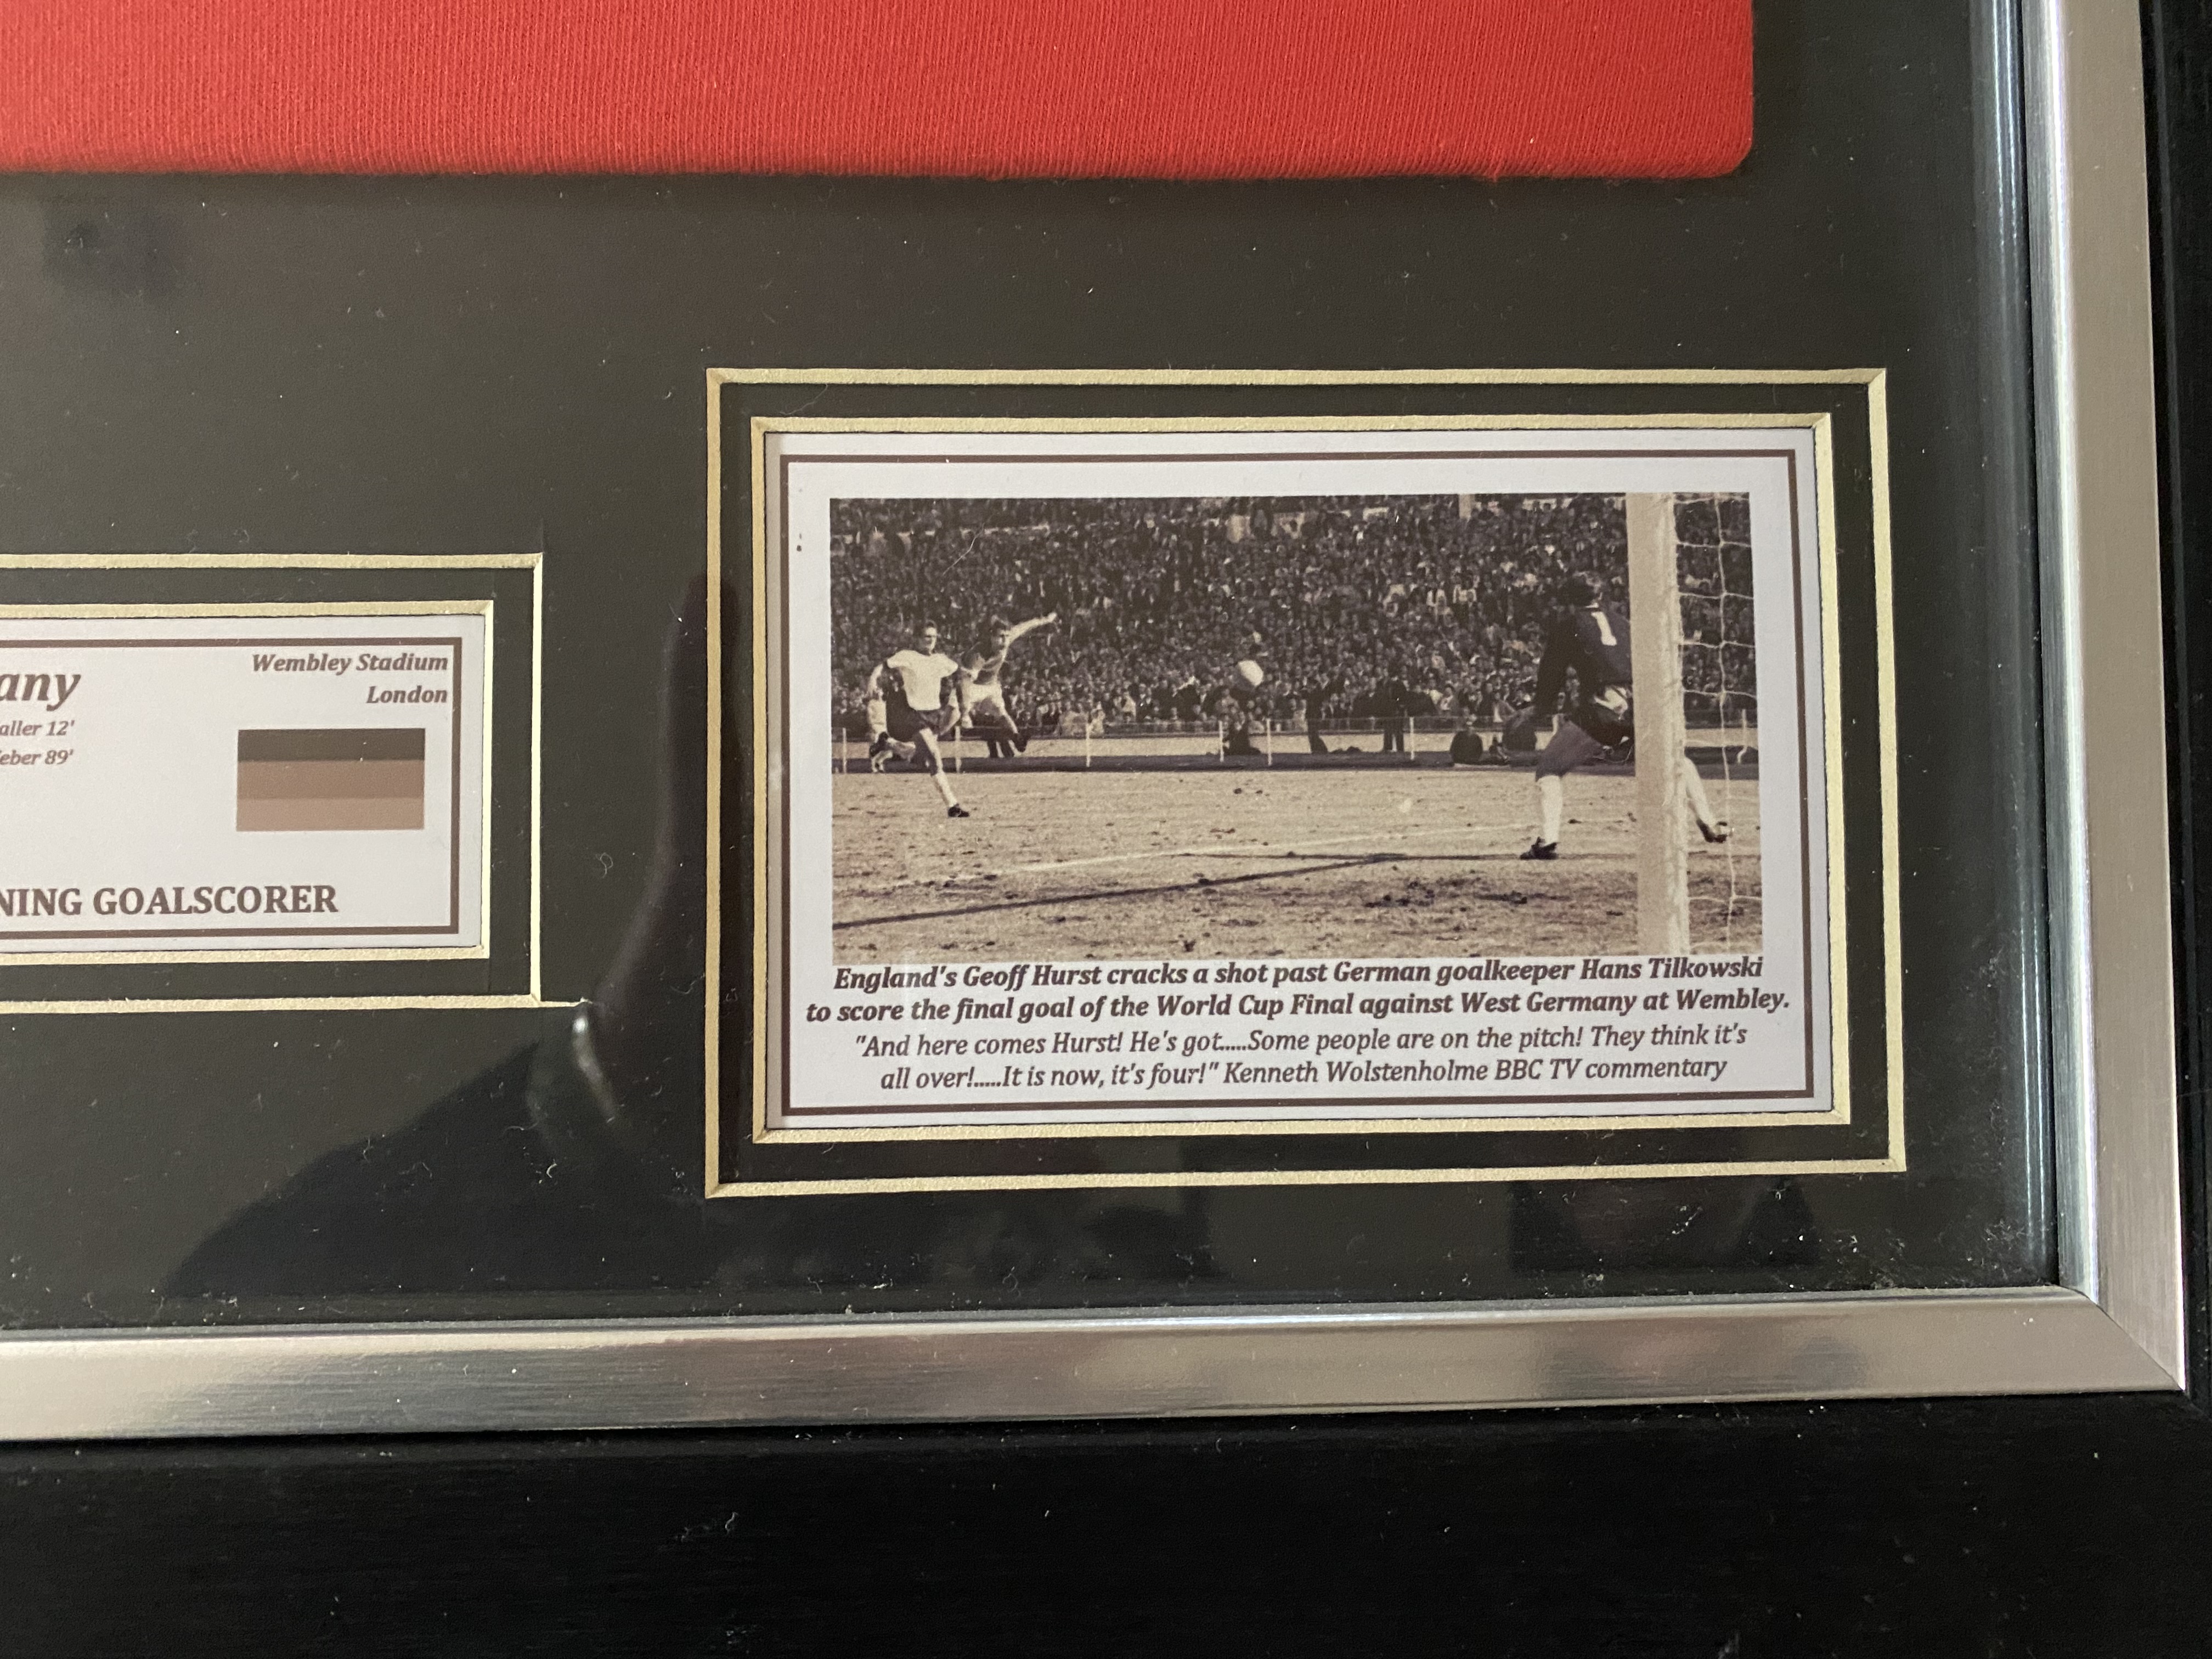 any
aller 12'
eber 89'
Wembley Stadium
London
NING GOALSCORER
1
England's Geoff Hurst cracks a shot past German goalkeeper Hans Tilkowski
to score the final goal of the World Cup Final against West Germany at Wembley.
"And here comes Hurst! He's got.....Some people are on the pitch! They think it's
all over!.....It is now, it's four!" Kenneth Wolstenholme BBC TV commentary